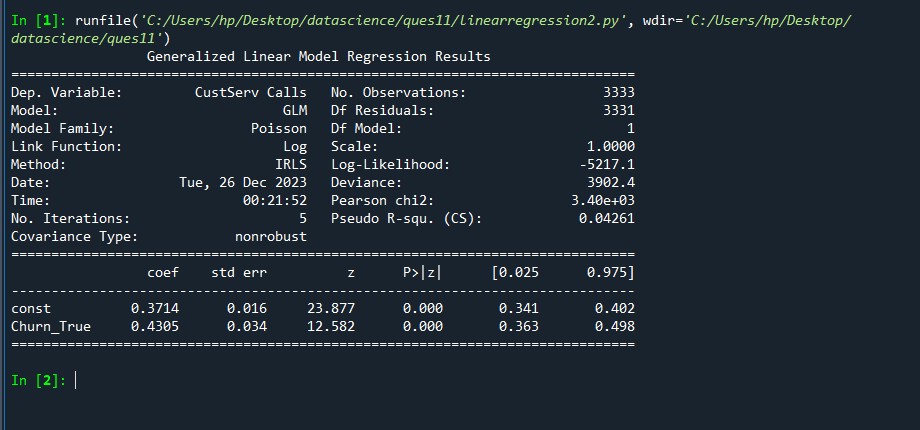 In [1]: runfile('C:/Users/hp/Desktop/datascience/ques11/linearregression2.py', wdir='C:/Users/hp/Desktop/
datascience/ques11')
                 Generalized Linear Model Regression Results
==============================================================================
Dep. Variable:         CustServ Calls   No. Observations:                 3333
Model:                            GLM   Df Residuals:                     3331
Model Family:                 Poisson   Df Model:                            1
Link Function:                    Log   Scale:                          1.0000
Method:                          IRLS   Log-Likelihood:                -5217.1
Date:                Tue, 26 Dec 2023   Deviance:                       3902.4
Time:                        00:21:52   Pearson chi2:                 3.40e+03
No. Iterations:                     5   Pseudo R-squ. (CS):            0.04261
Covariance Type:            nonrobust
==============================================================================
                 coef    std err          z      P>|z|      [0.025      0.975]
------------------------------------------------------------------------------
const          0.3714      0.016     23.877      0.000       0.341       0.402
Churn_True     0.4305      0.034     12.582      0.000       0.363       0.498
==============================================================================
In [2]: